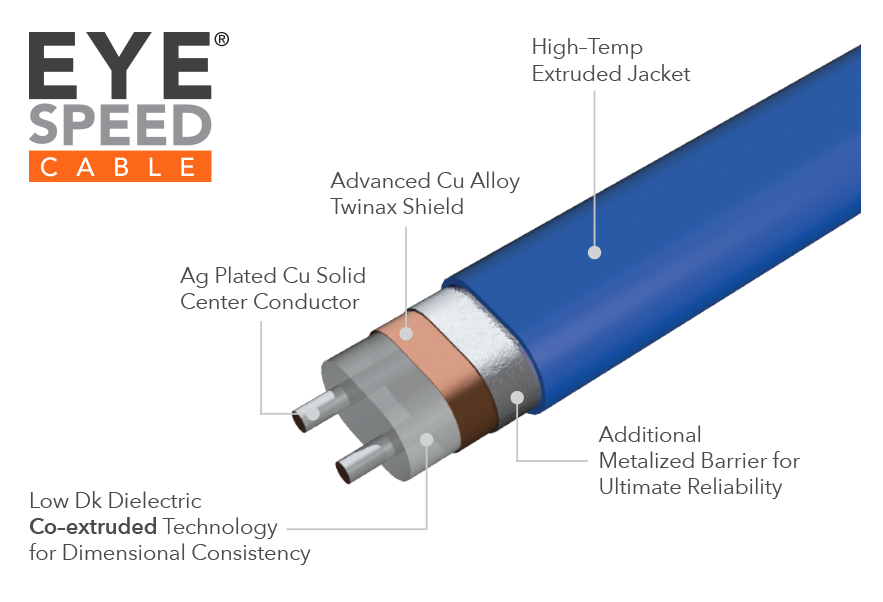 EYE®
SPEED
CABLE
High-Temp
Extruded Jacket
Advanced Cu Alloy
Twinax Shield
Ag Plated Cu Solid
Center Conductor
Additional
Metalized Barrier for
Ultimate Reliability
Low Dk Dielectric
Co-extruded Technology
for Dimensional Consistency